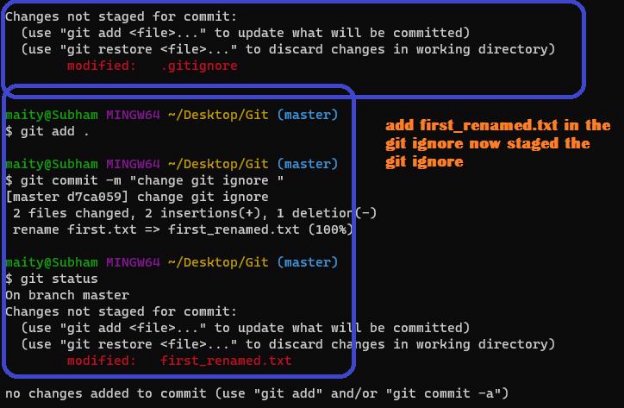 Changes not staged for commit:
(use "git add <file>..." to update what will be committed)
(use "git restore <file>..." to discard changes in working directory)
modified:   .gitignore
maity@Subham MINGW64 ~/Desktop/Git (master)
$ git add .
add first_renamed.txt in the
git ignore now staged the
git ignore
maity@Subham MINGW64 ~/Desktop/Git (master)
$ git commit -m "change git ignore "
[master d7ca059] change git ignore
2 files changed, 2 insertions(+), 1 deletion(-)
rename first.txt => first_renamed.txt (100%)
maity@Subham MINGW64 ~/Desktop/Git (master)
$ git status
On branch master
Changes not staged for commit:
(use "git add <file>..." to update what will be committed)
(use "git restore <file>..." to discard changes in working directory)
modified:   first_renamed.txt
no changes added to commit (use "git add" and/or "git commit -a")